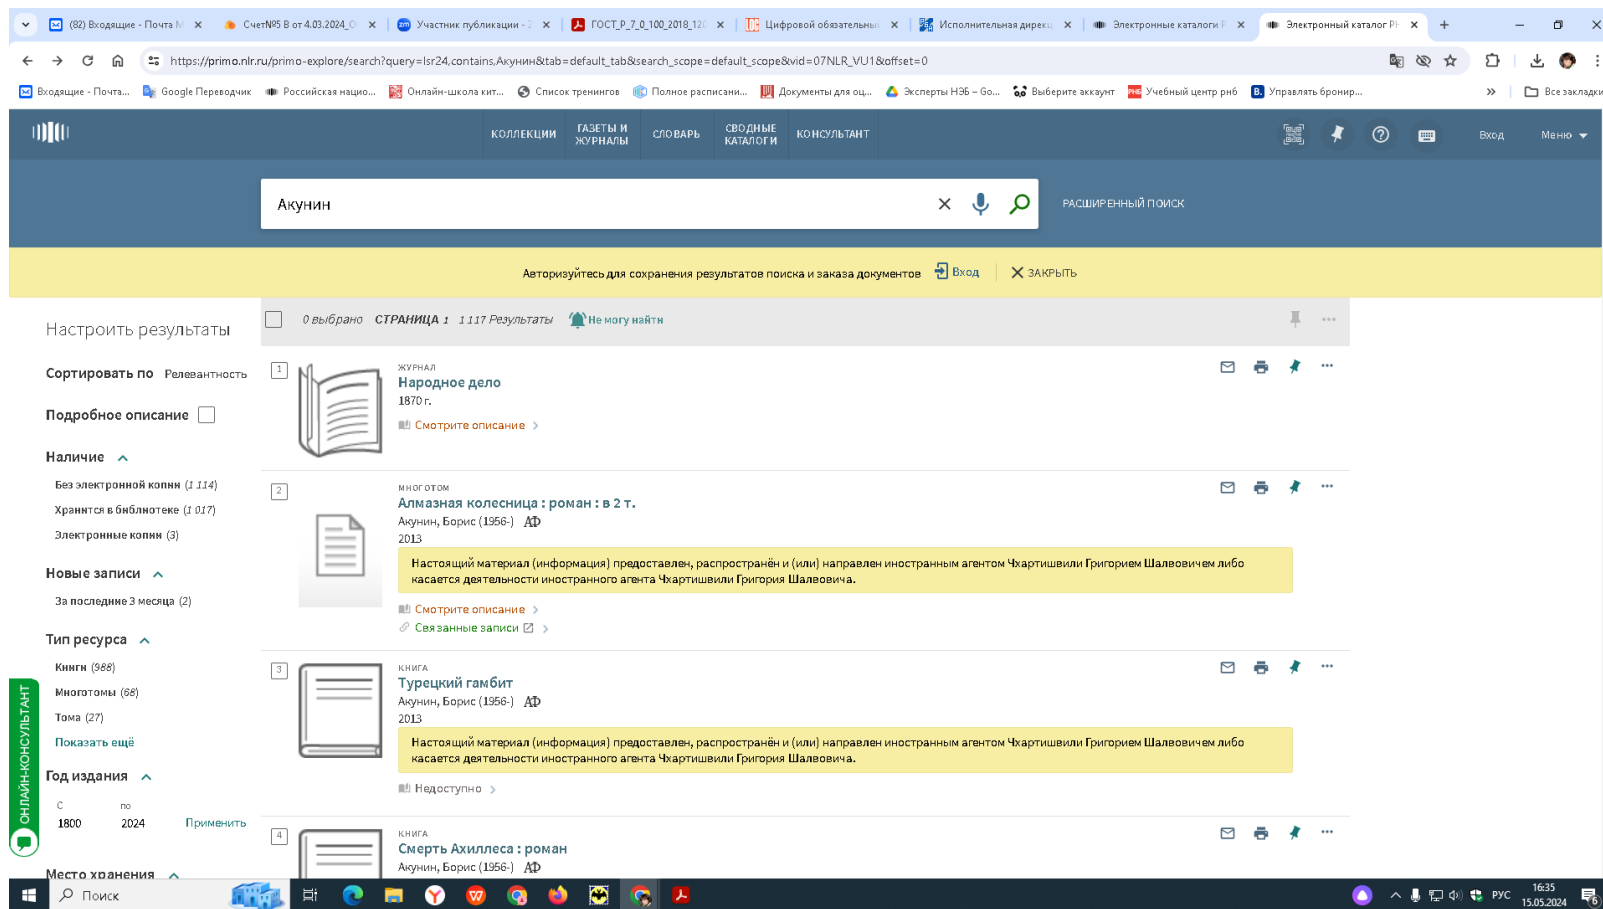 (82) Входящие - Почта M
Счет№5 В от 4.03.2024_О
Участник публикации - 2
ГОСТ_Р_7_0_100_2018_12
Цифровой обязательны
Исполнительная дирекц
Электронные каталоги Р
Электронный каталог РН
https://primo.nlr.ru/primo-explore/search?query=lsr24,contains,Акунин&tab=default_tab&search_scope=default_scope&vid=07NLR_VU1&offset=0
Входящие - Почта...
Google Переводчик
Российская нацио...
Онлайн-школа кит...
Список тренингов
Полное расписани...
Документы для оц...
Эксперты НЭБ – Go...
Выберите аккаунт
Учебный центр рнб
Управлять бронир...
Все закладки
КОЛЛЕКЦИИ
ГАЗЕТЫ И
ЖУРНАЛЫ
СЛОВАРЬ
СВОДНЫЕ
КАТАЛОГИ
КОНСУЛЬТАНТ
Вход
Меню
Акунин
РАСШИРЕННЫЙ ПОИСК
Авторизуйтесь для сохранения результатов поиска и заказа документов
Вход
ЗАКРЫТЬ
Настроить результаты
Сортировать по Релевантность
Подробное описание
Наличие
Без электронной копии (1 114)
Хранится в библиотеке (1 017)
Электронные копии (3)
Новые записи
За последние 3 месяца (2)
Тип ресурса
Книги (988)
Многотомы (68)
Тома (27)
Показать ещё
Год издания
С
по
1800
2024
Применить
Место хранения
ОНЛАЙН-КОНСУЛЬТАНТ
0 выбрано СТРАНИЦА 1 1 117 Результаты
Не могу найти
1
ЖУРНАЛ
Народное дело
1870 г.
Смотрите описание
2
МНОГОТОМ
Алмазная колесница : роман : в 2 т.
Акунин, Борис (1956-) АФ
2013
Настоящий материал (информация) предоставлен, распространён и (или) направлен иностранным агентом Чхартишвили Григорием Шалвовичем либо
касается деятельности иностранного агента Чхартишвили Григория Шалвовича.
Смотрите описание
Связанные записи
3
КНИГА
Турецкий гамбит
Акунин, Борис (1956-) АФ
2013
Настоящий материал (информация) предоставлен, распространён и (или) направлен иностранным агентом Чхартишвили Григорием Шалвовичем либо
касается деятельности иностранного агента Чхартишвили Григория Шалвовича.
Недоступно
4
КНИГА
Смерть Ахиллеса : роман
Акунин, Борис (1956-) АФ
Поиск
РУС
16:35
15.05.2024
6